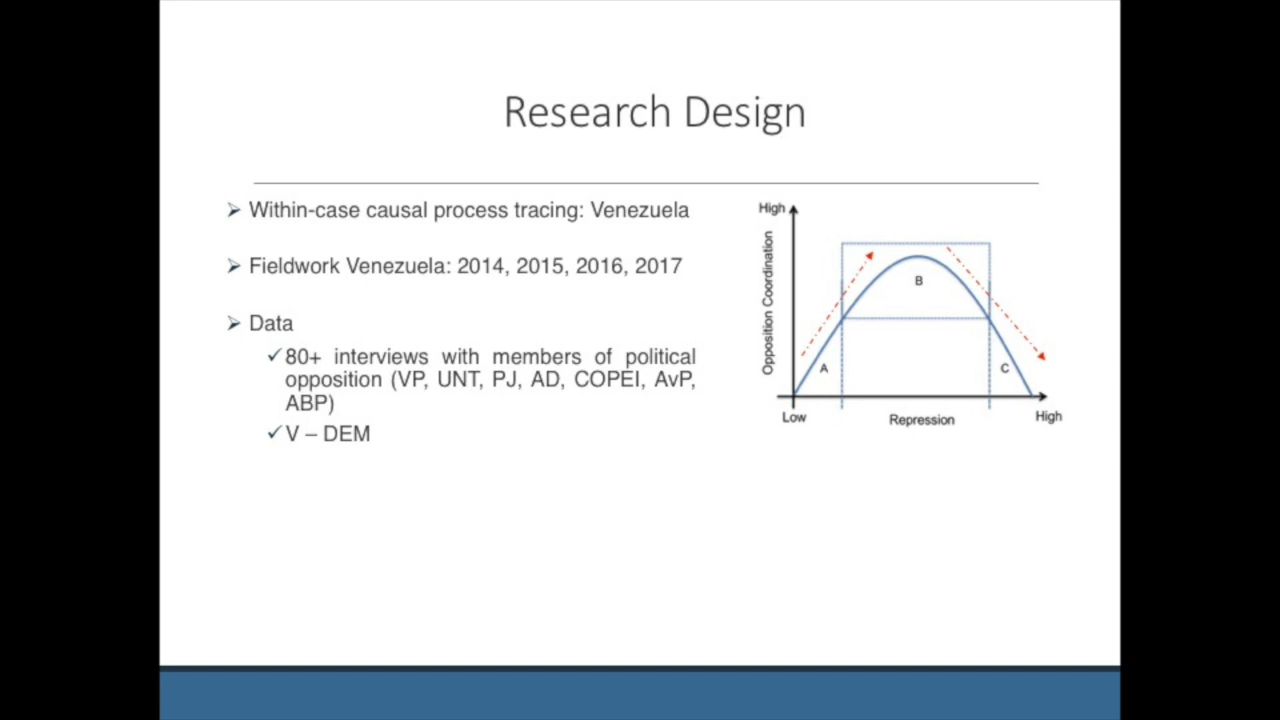 Research Design
Within-case causal process tracing: Venezuela
Fieldwork Venezuela: 2014, 2015, 2016, 2017
Data
80+ interviews with members of political
opposition (VP, UNT, PJ, AD, COPEI, AvP,
ABP)
V – DEM
High
Opposition Coordination
B
A
C
Low
Repression
High